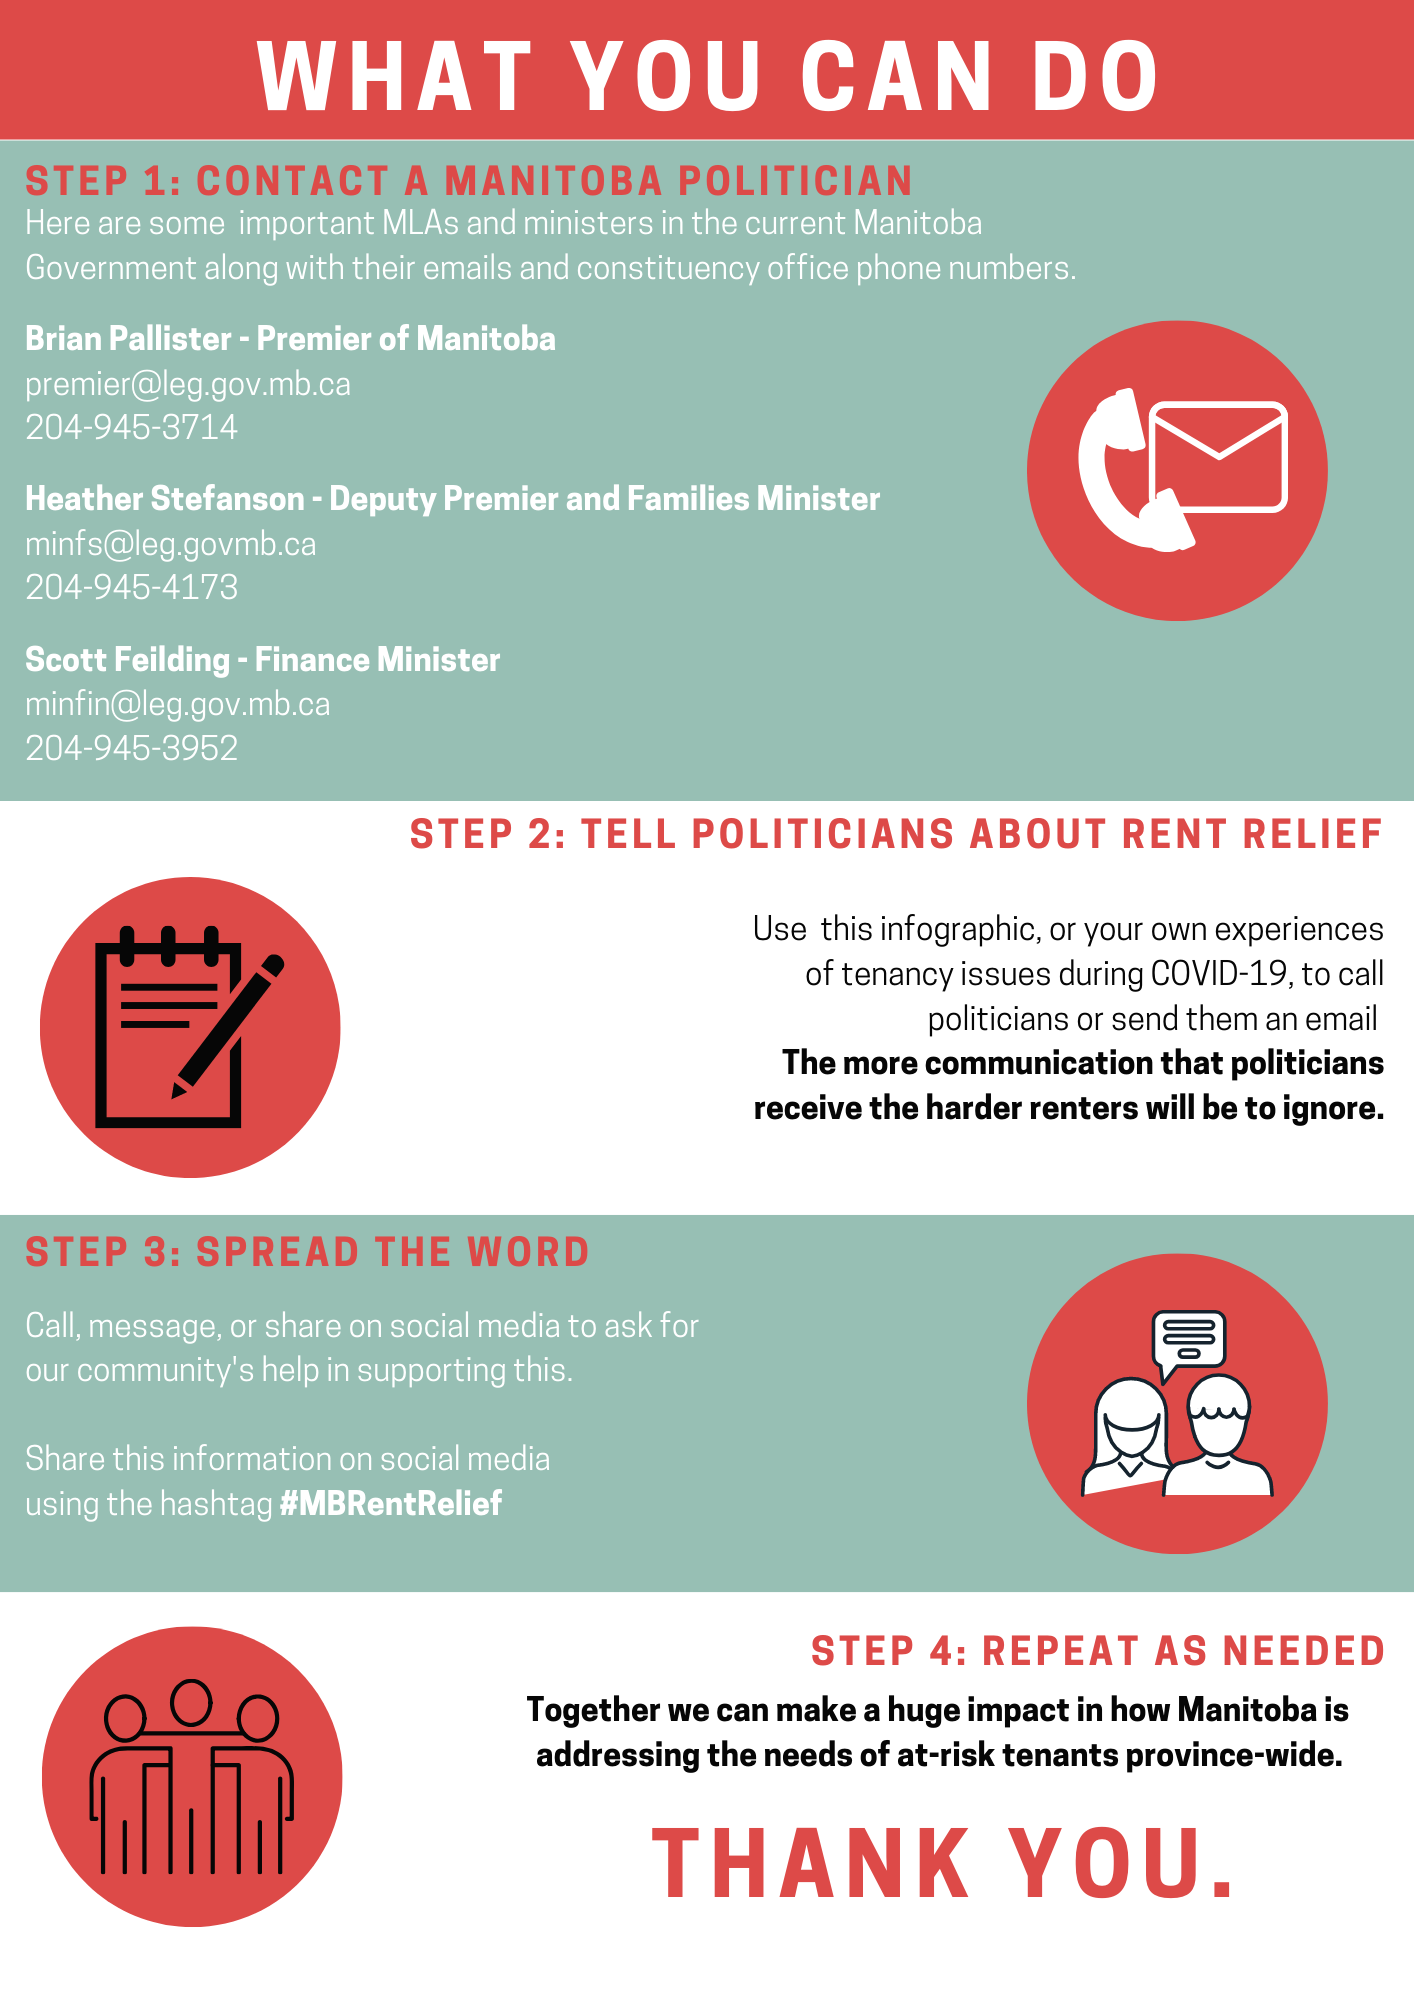 WHAT YOU CAN DO
STEP 1: CONTACT A MANITOBA POLITICIAN
Here are some important MLAs and ministers in the current Manitoba
Government along with their emails and constituency office phone numbers.
Brian Pallister - Premier of Manitoba
premier@leg.gov.mb.ca
204-945-3714
Heather Stefanson - Deputy Premier and Families Minister
minfs@leg.govmb.ca
204-945-4173
Scott Feilding - Finance Minister
minfin@leg.gov.mb.ca
204-945-3952
STEP 2: TELL POLITICIANS ABOUT RENT RELIEF
Use this infographic, or your own experiences
of tenancy issues during COVID-19, to call
politicians or send them an email
The more communication that politicians
receive the harder renters will be to ignore.
STEP 3: SPREAD THE WORD
Call, message, or share on social media to ask for
our community's help in supporting this.
Share this information on social media
using the hashtag #MBRentRelief
STEP 4: REPEAT AS NEEDED
Together we can make a huge impact in how Manitoba is
addressing the needs of at-risk tenants province-wide.
THANK YOU.